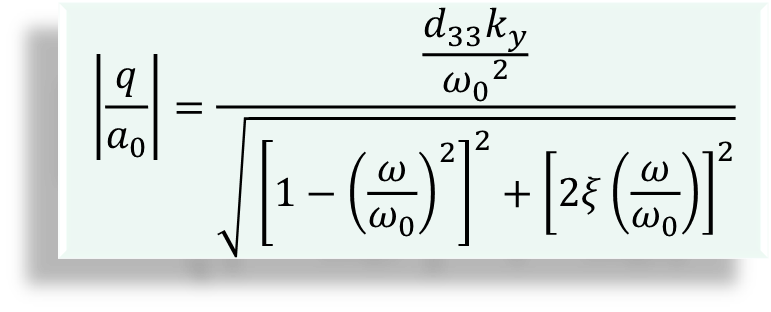 |q/a₀| = (d₃₃k_y/ω₀²) / √([1 − (ω/ω₀)²]² + [2ξ(ω/ω₀)]²)